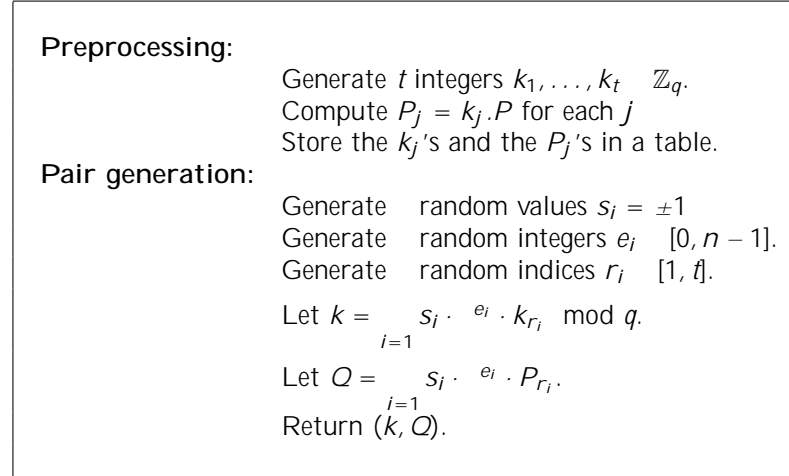 Preprocessing:
Generate t integers k₁, . . . , kₜ ℤq.
Compute Pj = kj.P for each j
Store the kj's and the Pj's in a table.
Pair generation:
Generate random values sᵢ = ±1
Generate random integers eᵢ [0, n − 1].
Generate random indices rᵢ [1, t].
Let k = i=1 sᵢ · eᵢ · k_rᵢ mod q.
Let Q = i=1 sᵢ · eᵢ · P_rᵢ.
Return (k, Q).